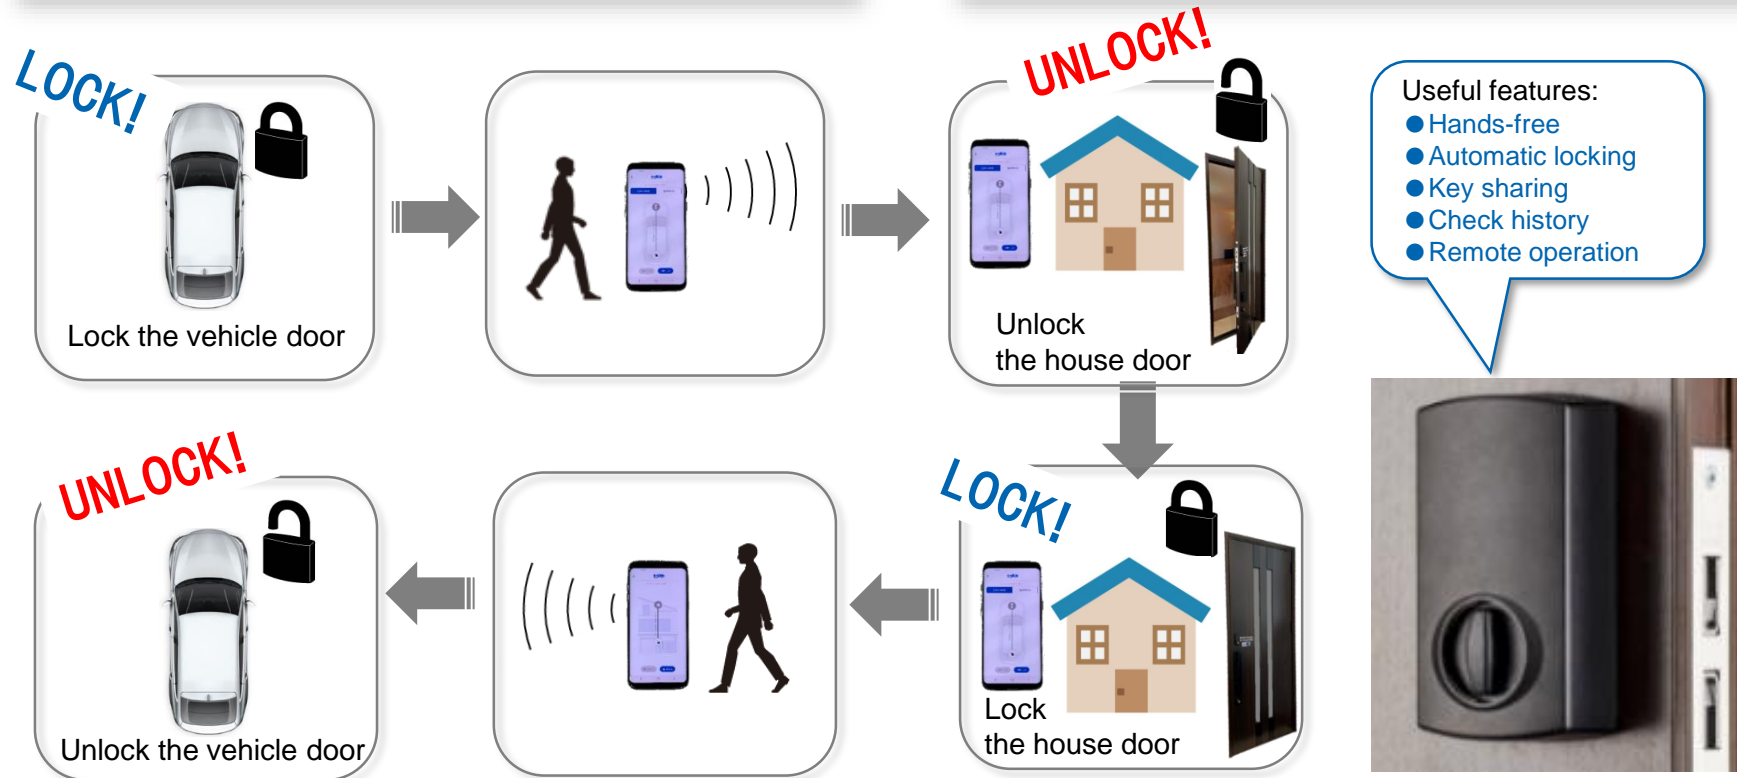 LOCK!
Lock the vehicle door
UNLOCK!
Unlock
the house door
Useful features:
●Hands-free
●Automatic locking
●Key sharing
●Check history
●Remote operation
UNLOCK!
Unlock the vehicle door
LOCK!
Lock
the house door